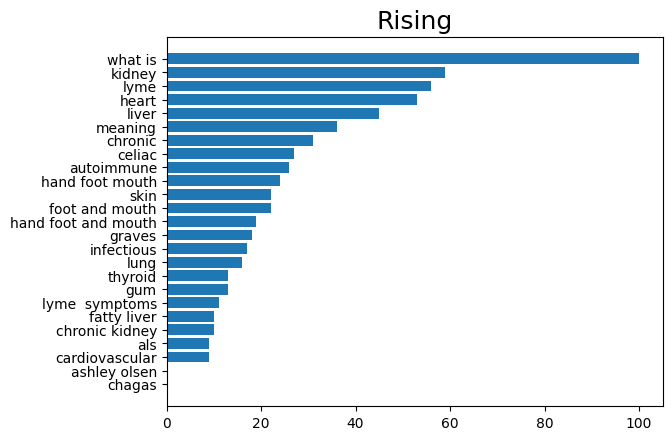 Rising
what is
kidney
lyme
heart
liver
meaning
chronic
celiac
autoimmune
hand foot mouth
skin
foot and mouth
hand foot and mouth
graves
infectious
lung
thyroid
gum
lyme  symptoms
fatty liver
chronic kidney
als
cardiovascular
ashley olsen
chagas
0 20 40 60 80 100